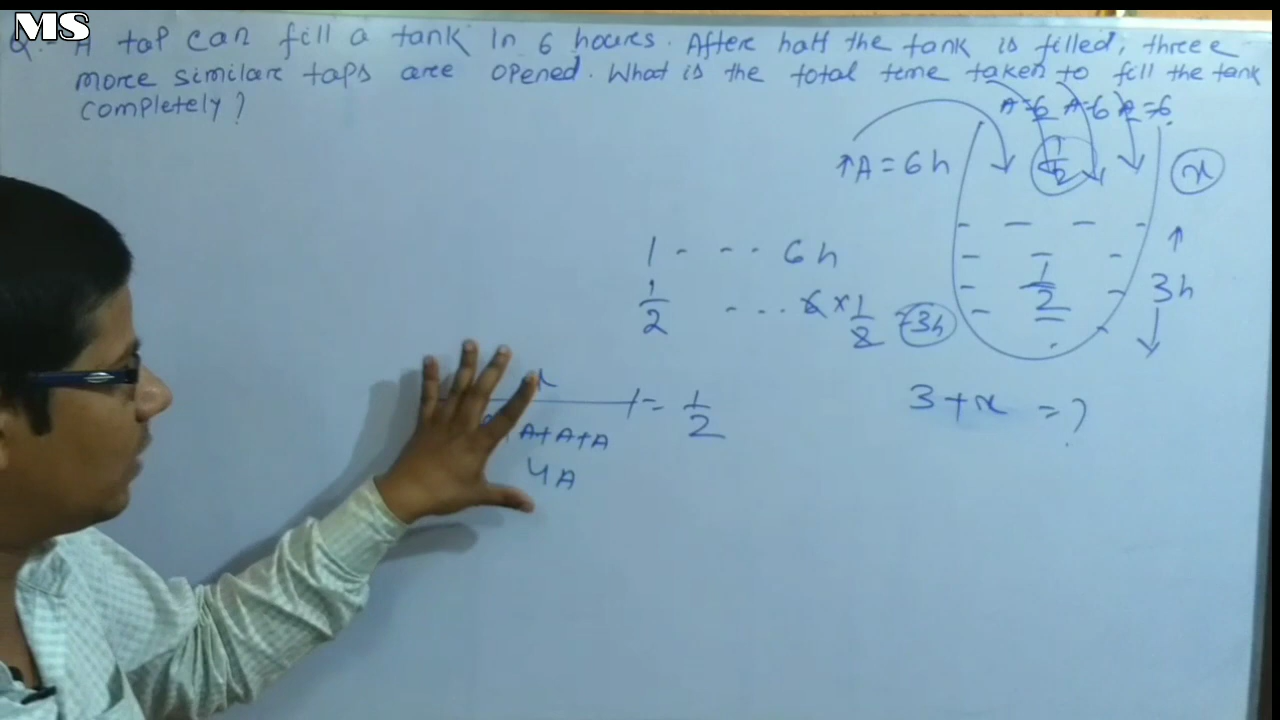 MS
Q:- A tap can fill a tank in 6 hours. After half the tank is filled, three
more similar taps are opened. What is the total time taken to fill the tank
completely?
A=6 A=6 A=6
↑A = 6h
1/2
x
1 - - - - 6h
1/2 - ... 6 × 1/2 = 3h
1/2
↑
3h
↓
x
= 1/2
A+A+A
4A
3+x = ?